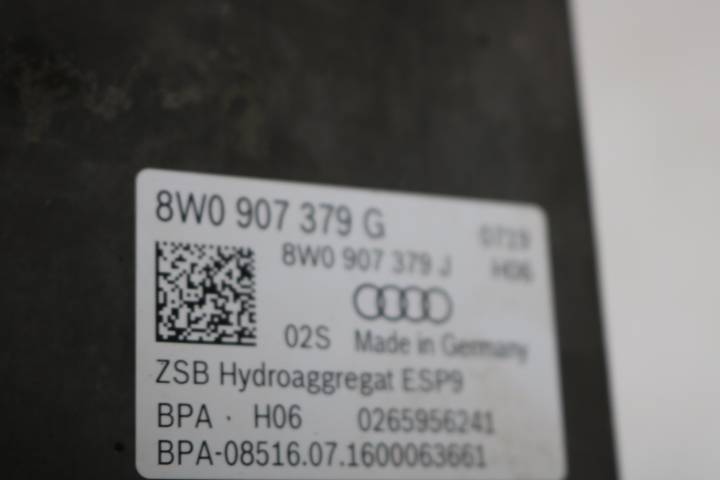 8W0 907 379 G 0719
8W0 907 379 J H06
02S Made in Germany
ZSB Hydroaggregat ESP9
BPA · H06 0265956241
BPA-08516.07.1600063661